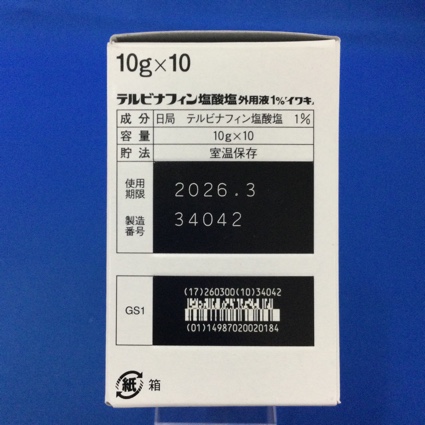 10g×10
テルビナフィン塩酸塩外用液1%「イワキ」
成分 日局 テルビナフィン塩酸塩 1%
容量 10g×10
貯法 室温保存
使用期限 2026.3
製造番号 34042
(17)260300(10)34042
GS1
(01)14987020020184
紙 箱